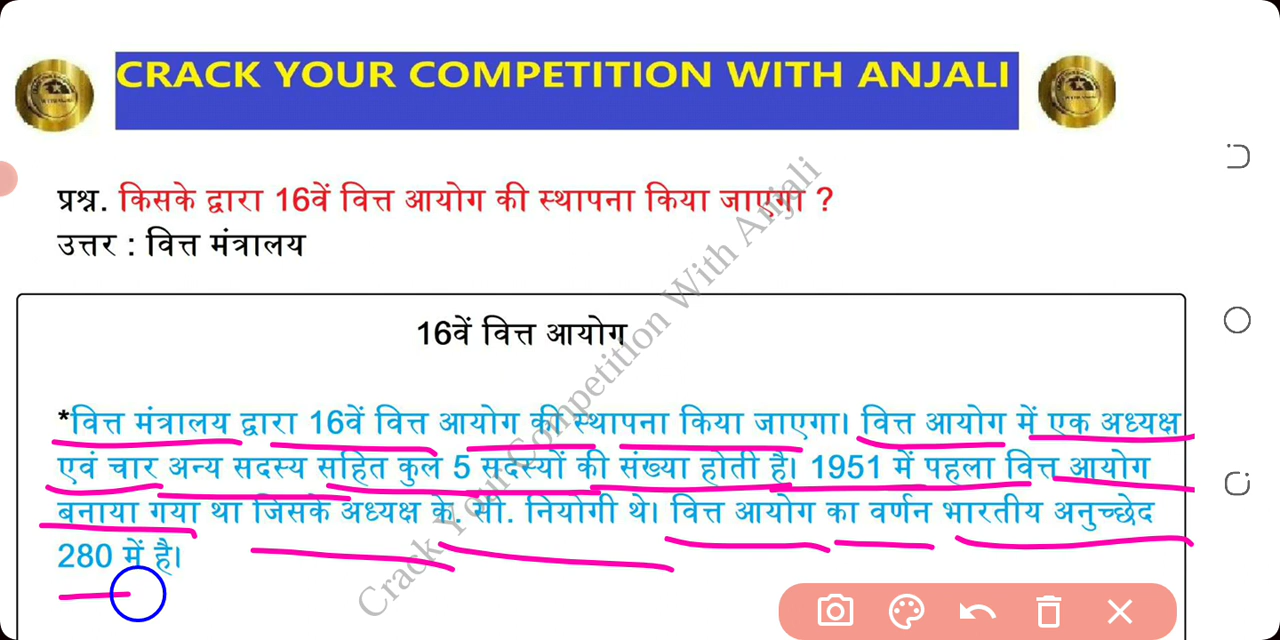 CRACK YOUR COMPETITION WITH ANJALI
प्रश्न. किसके द्वारा 16वें वित्त आयोग की स्थापना किया जाएगा ?
उत्तर : वित्त मंत्रालय
16वें वित्त आयोग
*वित्त मंत्रालय द्वारा 16वें वित्त आयोग की स्थापना किया जाएगा। वित्त आयोग में एक अध्यक्ष
एवं चार अन्य सदस्य सहित कुल 5 सदस्यों की संख्या होती है। 1951 में पहला वित्त आयोग
बनाया गया था जिसके अध्यक्ष के. सी. नियोगी थे। वित्त आयोग का वर्णन भारतीय अनुच्छेद
280 में है।
Crack Your Competition With Anjali